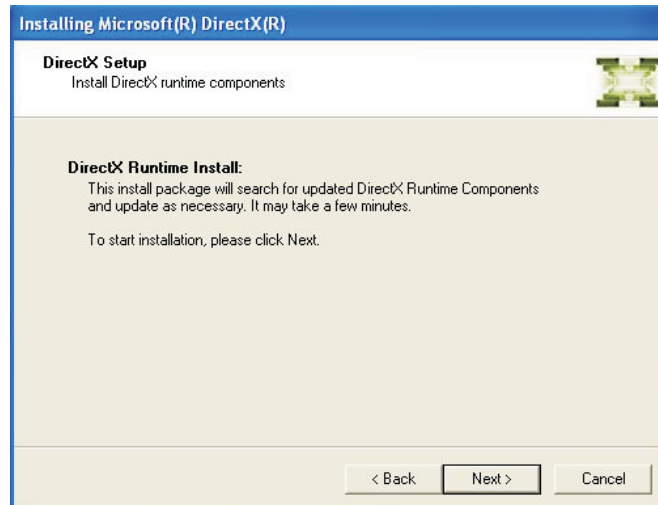 Installing Microsoft(R) DirectX(R)
DirectX Setup
Install DirectX runtime components
DirectX Runtime Install:
This install package will search for updated DirectX Runtime Components
and update as necessary. It may take a few minutes.
To start installation, please click Next.
< Back
Next >
Cancel